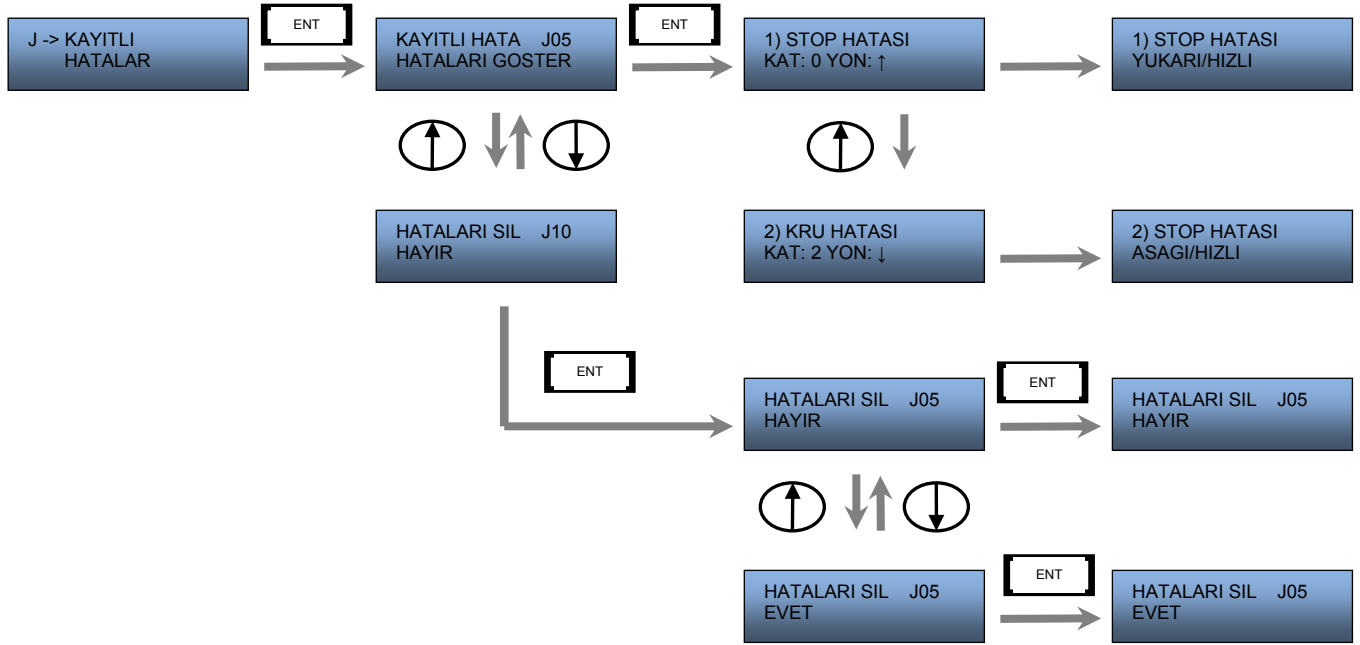 J -> KAYITLI
HATALAR
ENT
KAYITLI HATA J05
HATALARI GOSTER
ENT
1) STOP HATASI
KAT: 0 YON: ↑
1) STOP HATASI
YUKARI/HIZLI
HATALARI SIL J10
HAYIR
2) KRU HATASI
KAT: 2 YON: ↓
2) STOP HATASI
ASAGI/HIZLI
ENT
HATALARI SIL J05
HAYIR
ENT
HATALARI SIL J05
HAYIR
HATALARI SIL J05
EVET
ENT
HATALARI SIL J05
EVET